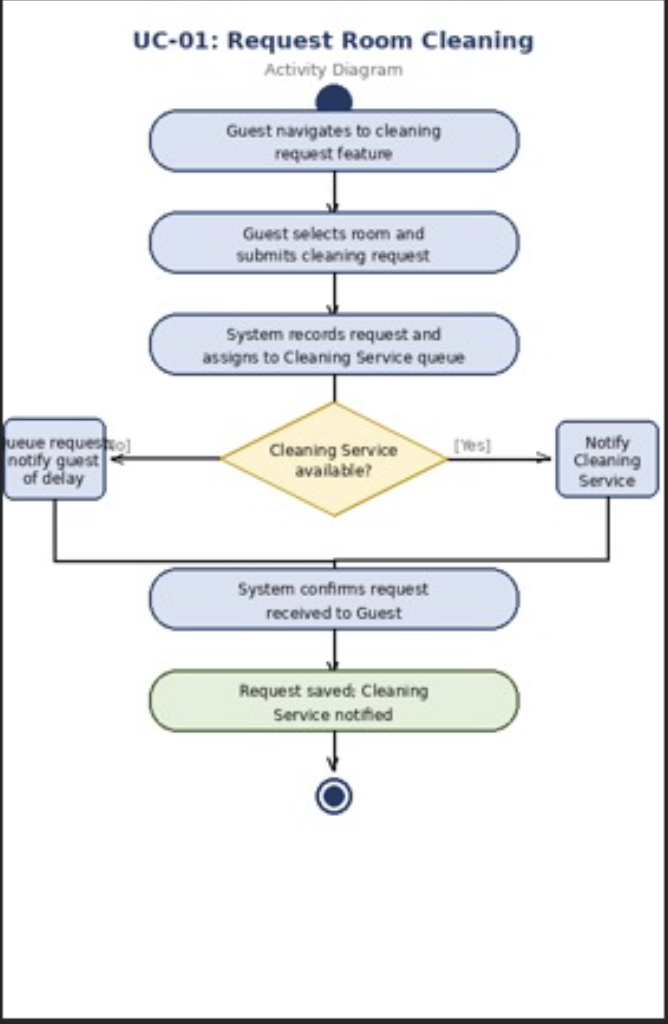 UC-01: Request Room Cleaning
Activity Diagram
Guest navigates to cleaning
request feature
Guest selects room and
submits cleaning request
System records request and
assigns to Cleaning Service queue
ueue request,
notify guest
of delay
o]
Cleaning Service
available?
[Yes]
Notify
Cleaning
Service
System confirms request
received to Guest
Request saved; Cleaning
Service notified